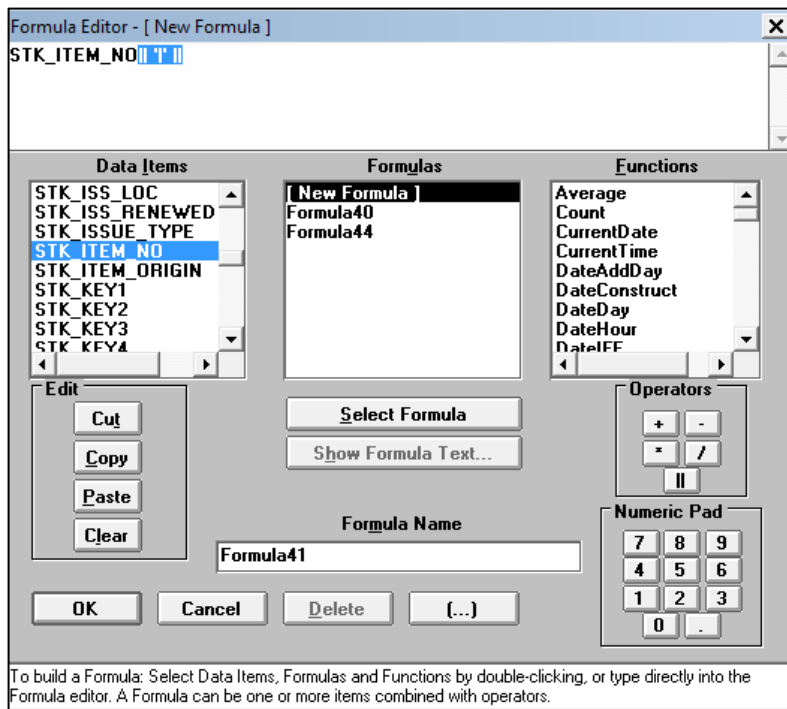 Formula Editor - [ New Formula ]
STK_ITEM_NO|| 'I' ||
Data Items
STK_ISS_LOC
STK_ISS_RENEWED
STK_ISSUE_TYPE
STK_ITEM_NO
STK_ITEM_ORIGIN
STK_KEY1
STK_KEY2
STK_KEY3
STK_KEY4
Formulas
[ New Formula ]
Formula40
Formula44
Functions
Average
Count
CurrentDate
CurrentTime
DateAddDay
DateConstruct
DateDay
DateHour
DateIFF
Edit
Cut
Copy
Paste
Clear
Select Formula
Show Formula Text...
Operators
+ -
* /
||
Formula Name
Formula41
Numeric Pad
7 8 9
4 5 6
1 2 3
0 .
OK Cancel Delete (...)
To build a Formula: Select Data Items, Formulas and Functions by double-clicking, or type directly into the
Formula editor. A Formula can be one or more items combined with operators.